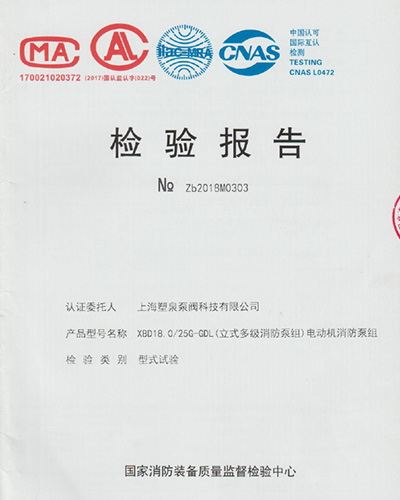 MA
AL
ilac-MRA
CNAS
中国认可
国际互认
检测
TESTING
CNAS L0472
170021020372
(2017)国认监认字(022)号
检验报告
№ Zb2018M0303
认证委托人 上海塑泉泵阀科技有限公司
产品型号名称 XBD18.0/25G-GDL(立式多级消防泵组)电动机消防泵组
检验类别 型式试验
国家消防装备质量监督检验中心